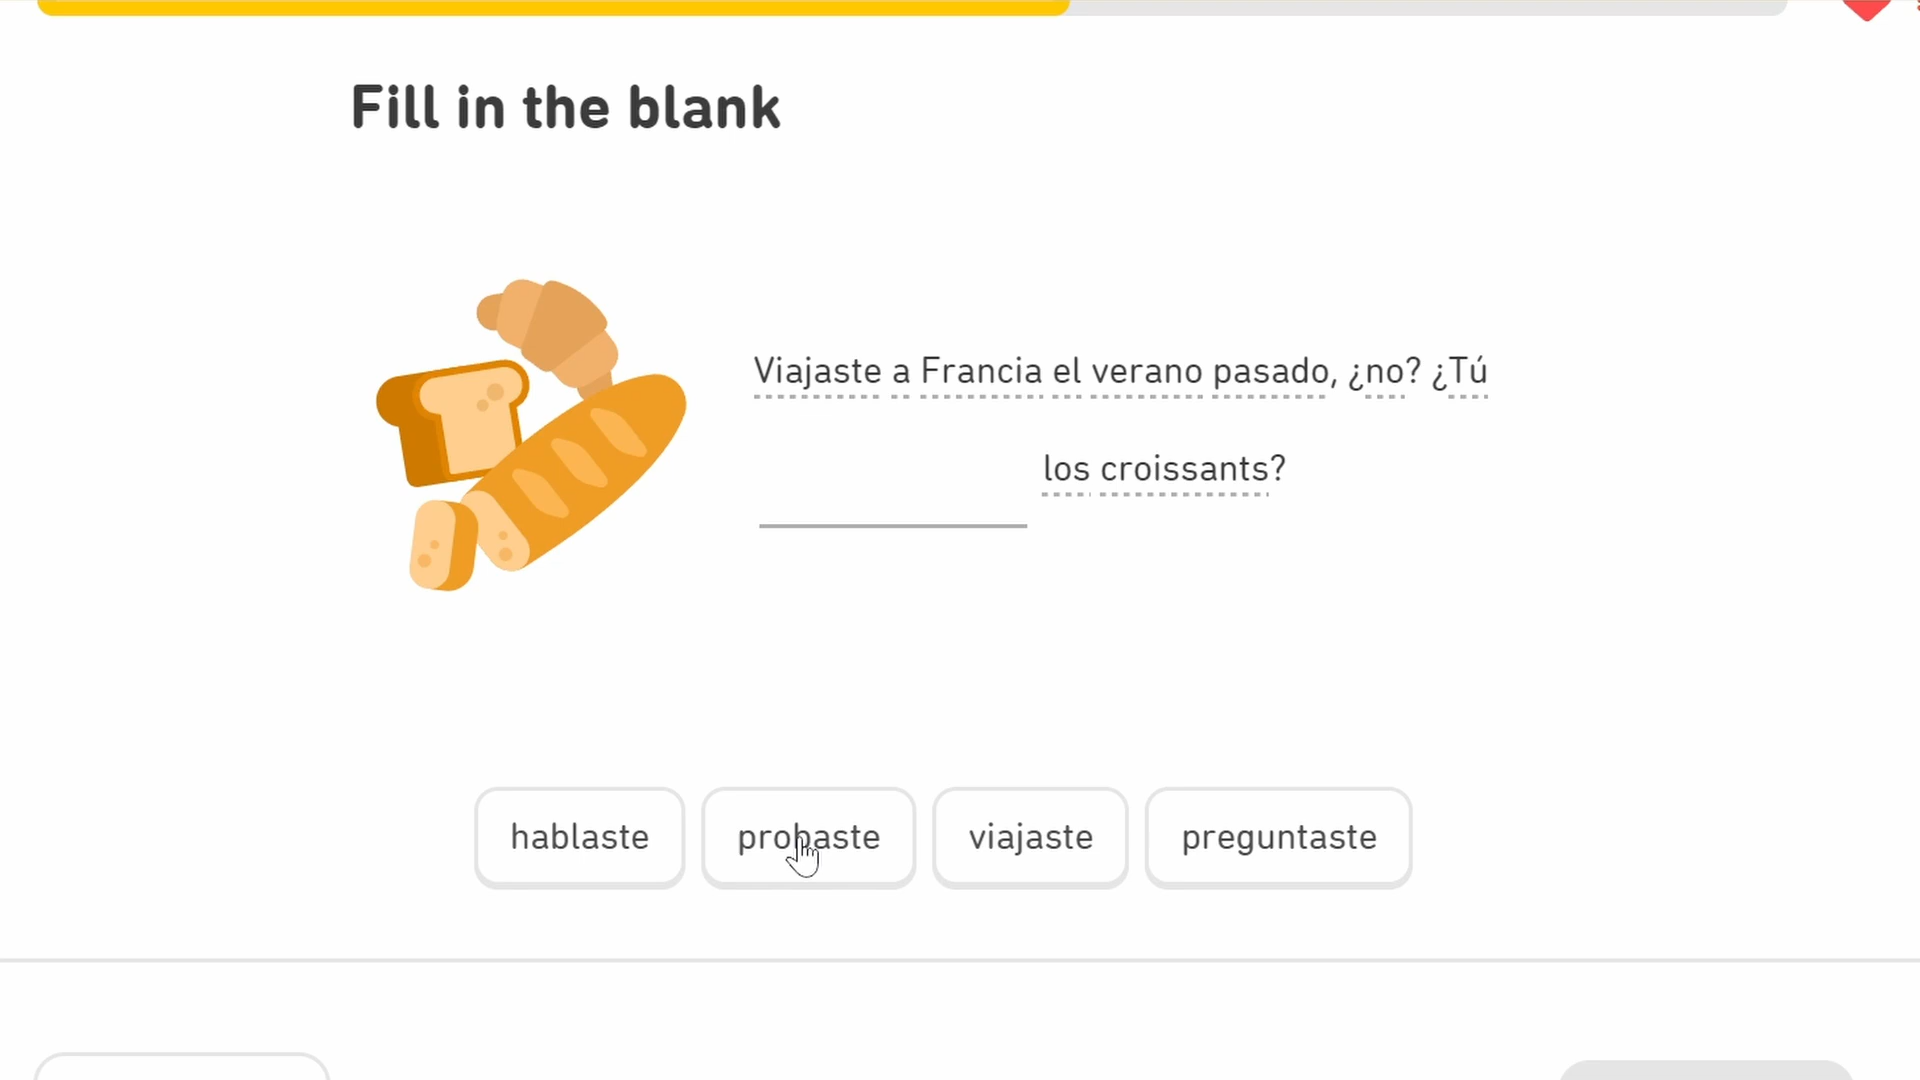 Fill in the blank
Viajaste a Francia el verano pasado, ¿no? ¿Tú
los croissants?
hablaste
probaste
viajaste
preguntaste